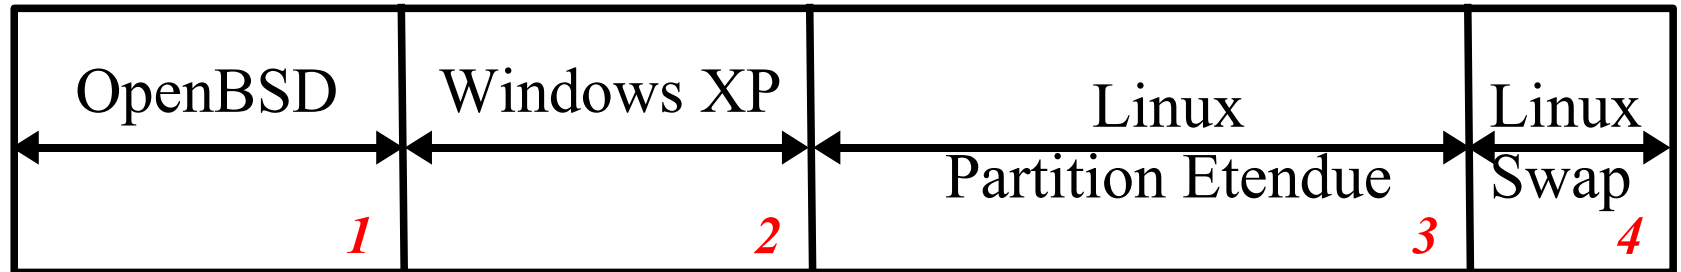 OpenBSD
Windows XP
Linux
Partition Etendue
Linux
Swap
1
2
3
4